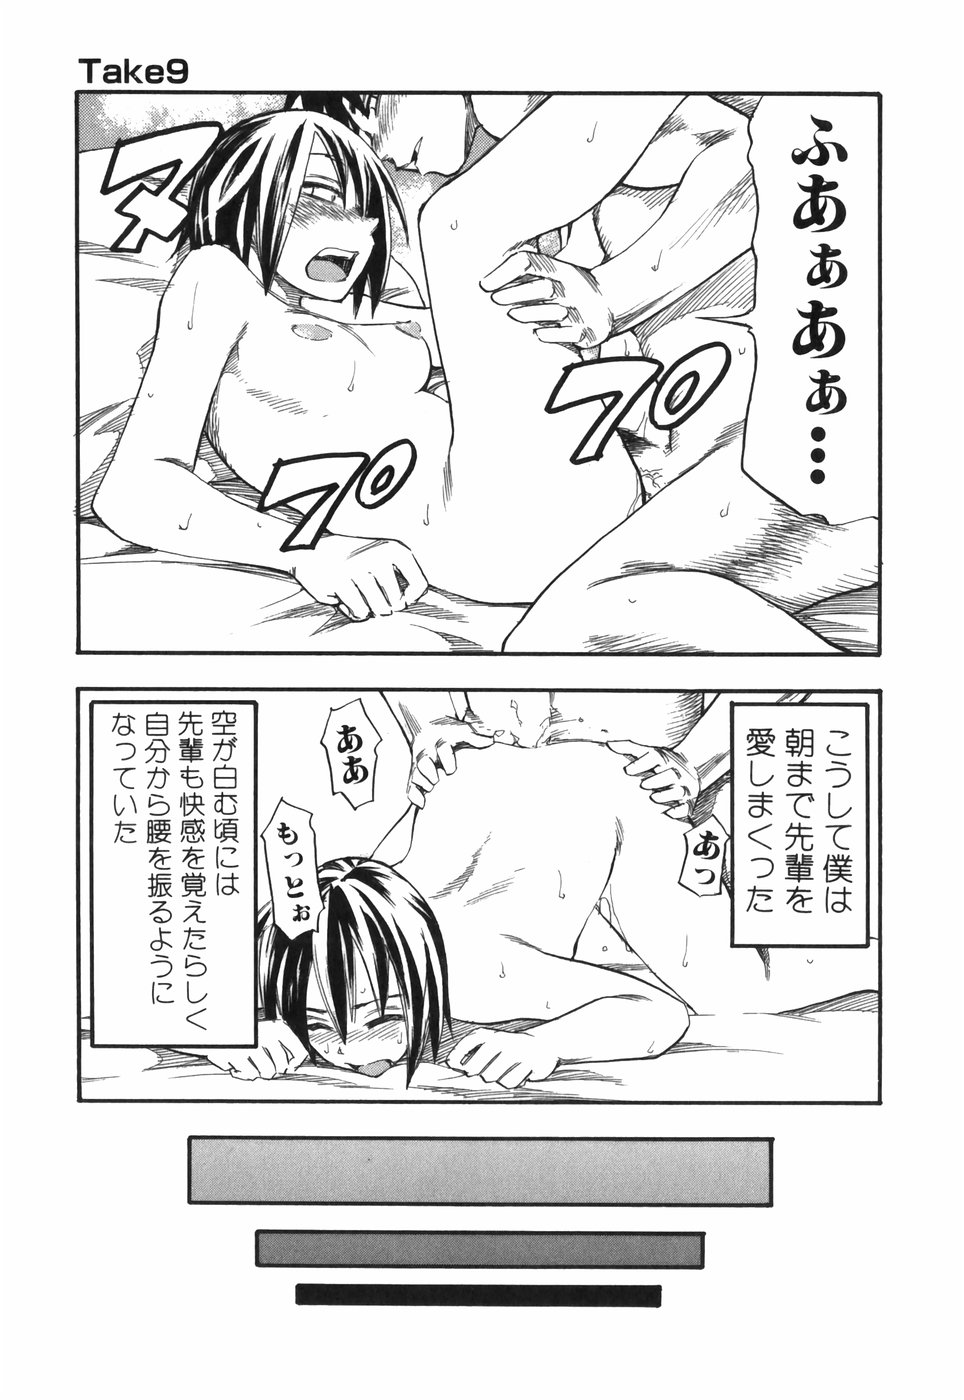 Take9
ふあぁあぁ…
ヌプププ
こうして僕は
朝まで先輩を
愛しまくった
あっ
ああ
もっとぉ
空が白む頃には
先輩も快感を覚えたらしく
自分から腰を振るように
なっていた